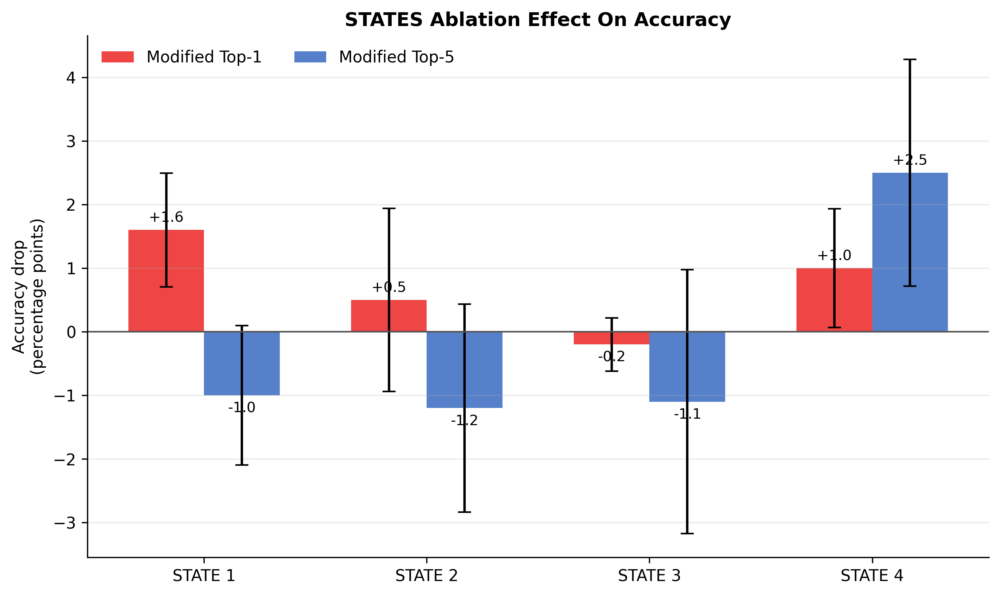 STATES Ablation Effect On Accuracy
Modified Top-1
Modified Top-5
Accuracy drop
(percentage points)
4
3
2
1
0
−1
−2
−3
+1.6
-1.0
+0.5
-1.2
-0.2
-1.1
+1.0
+2.5
STATE 1
STATE 2
STATE 3
STATE 4